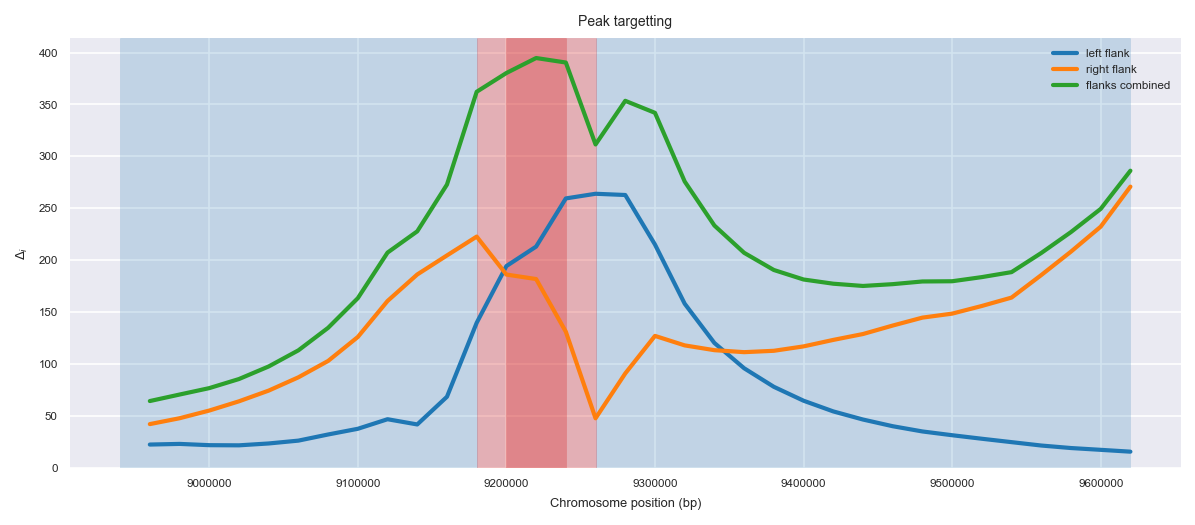 Peak targetting
400
350
300
250
200
150
100
50
0
Δᵢ
left flank
right flank
flanks combined
9000000 9100000 9200000 9300000 9400000 9500000 9600000
Chromosome position (bp)